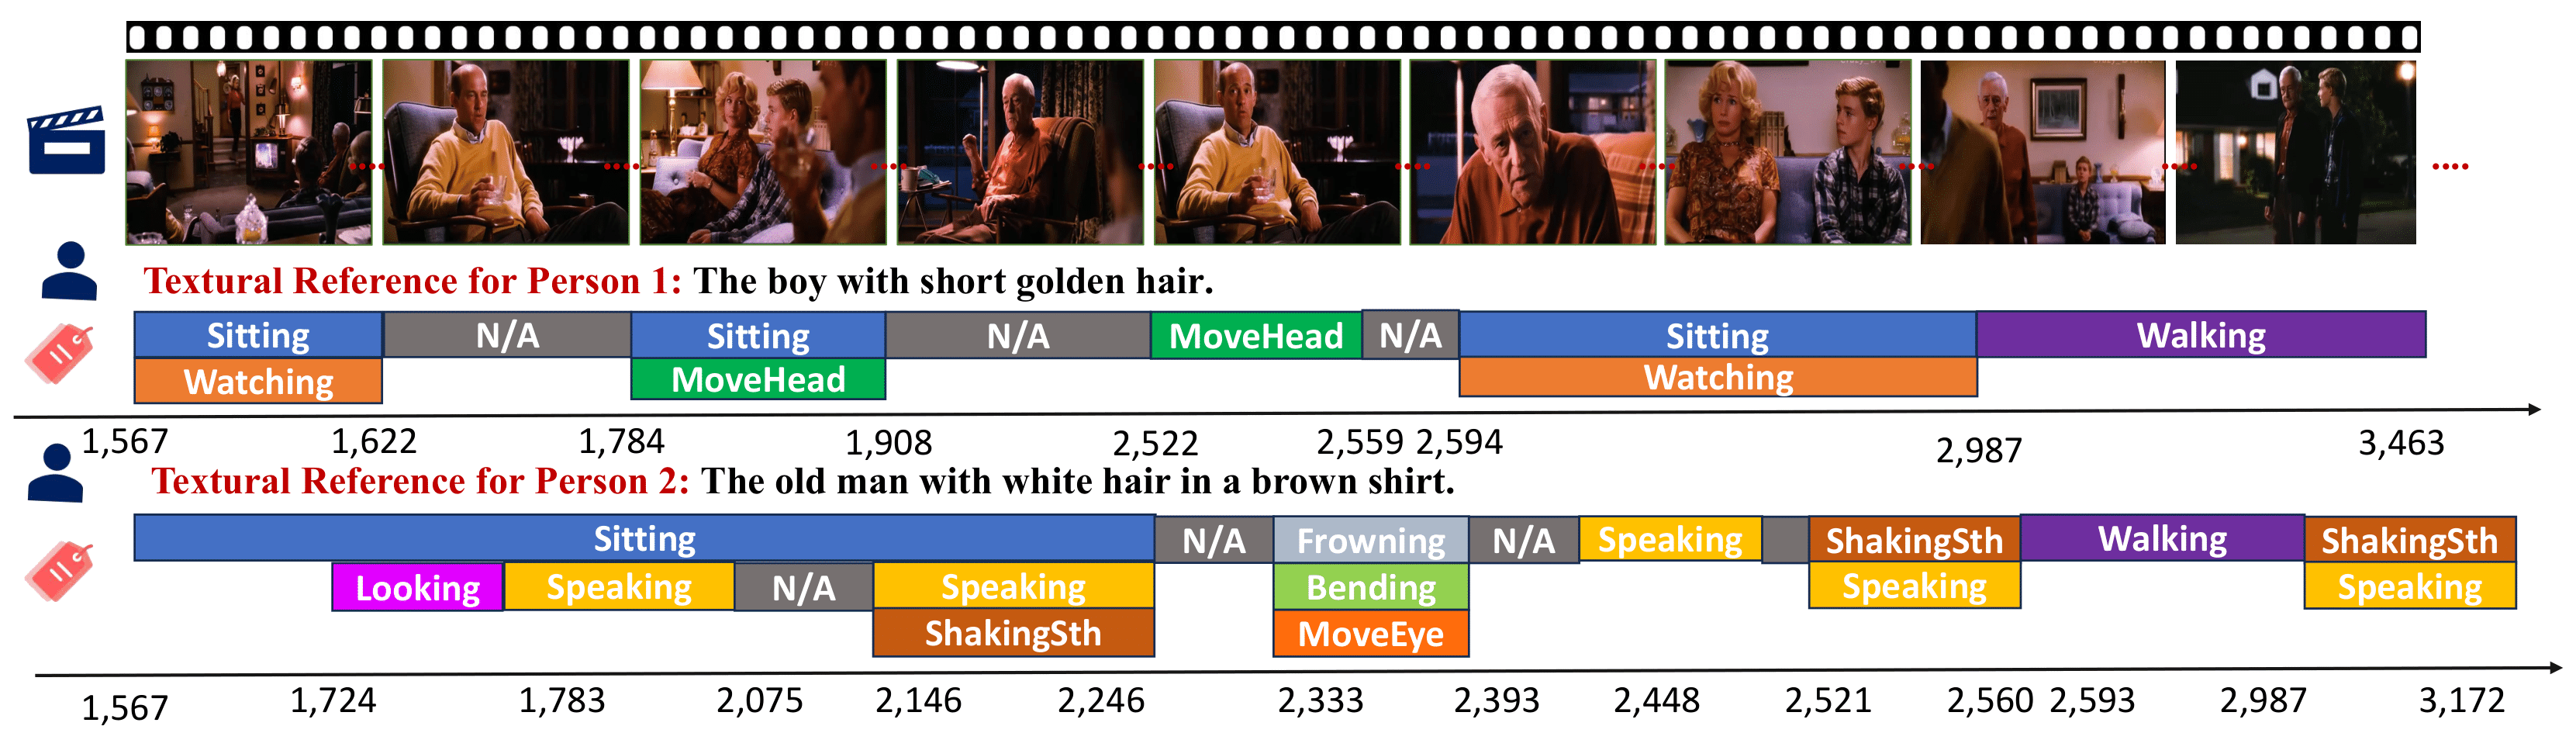 Textural Reference for Person 1: The boy with short golden hair.
Sitting N/A Sitting N/A MoveHead N/A Sitting Walking
Watching MoveHead Watching
1,567 1,622 1,784 1,908 2,522 2,559 2,594 2,987 3,463
Textural Reference for Person 2: The old man with white hair in a brown shirt.
Sitting N/A Frowning N/A Speaking ShakingSth Walking ShakingSth
Looking Speaking N/A Speaking Bending Speaking Speaking
ShakingSth MoveEye
1,567 1,724 1,783 2,075 2,146 2,246 2,333 2,393 2,448 2,521 2,560 2,593 2,987 3,172